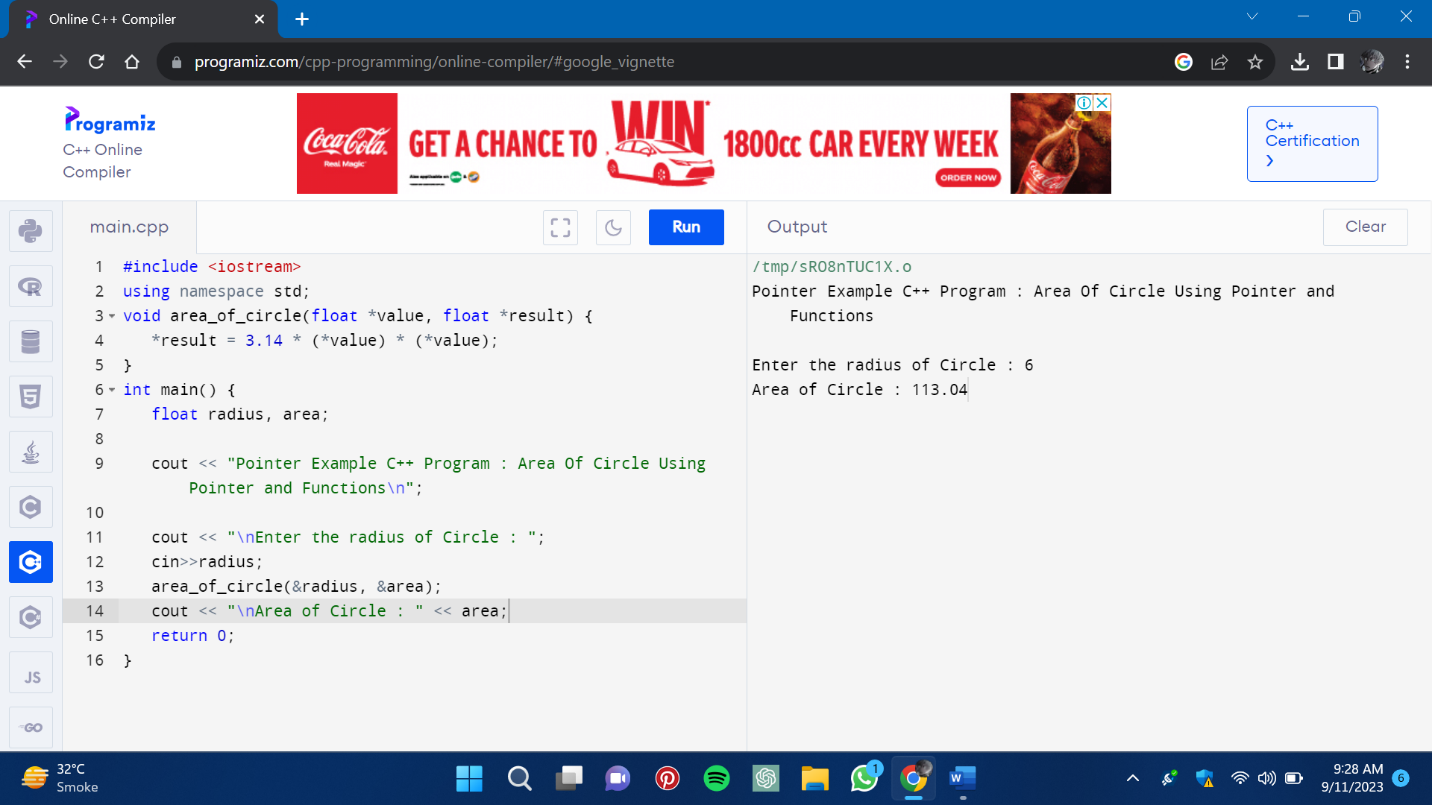 Online C++ Compiler
programiz.com/cpp-programming/online-compiler/#google_vignette
Programiz
C++ Online
Compiler
Coca-Cola
Real Magic
GET A CHANCE TO
WIN
1800cc CAR EVERY WEEK
ORDER NOW
C++
Certification
main.cpp
Run
Output
Clear
1 #include <iostream>
2 using namespace std;
3 void area_of_circle(float *value, float *result) {
4 *result = 3.14 * (*value) * (*value);
5 }
6 int main() {
7 float radius, area;
8
9 cout << "Pointer Example C++ Program : Area Of Circle Using
Pointer and Functions\n";
10
11 cout << "\nEnter the radius of Circle : ";
12 cin>>radius;
13 area_of_circle(&radius, &area);
14 cout << "\nArea of Circle : " << area;
15 return 0;
16 }
/tmp/sRO8nTUC1X.o
Pointer Example C++ Program : Area Of Circle Using Pointer and
Functions
Enter the radius of Circle : 6
Area of Circle : 113.04
R
JS
GO
32°C
Smoke
1
W
9:28 AM
9/11/2023
6